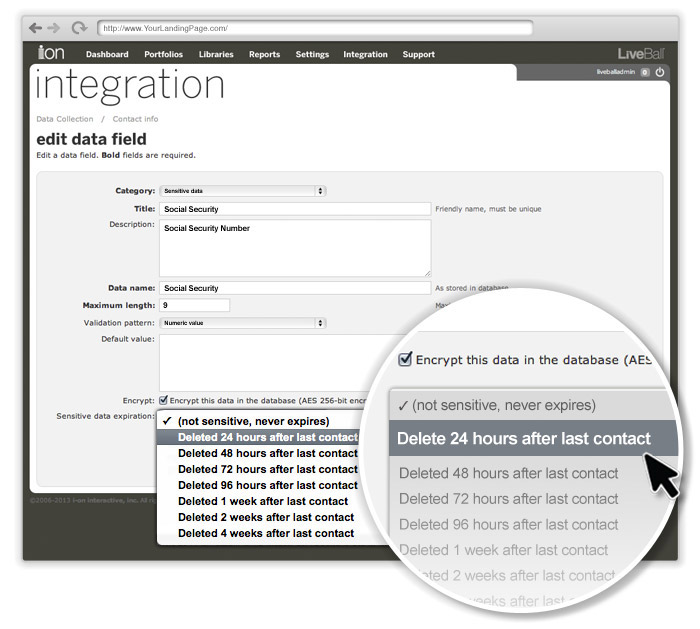 http://www.YourLandingPage.com/
ion Dashboard Portfolios Libraries Reports Settings Integration Support LiveBall
liveballadmin
integration
Data Collection / Contact info
edit data field
Edit a data field. Bold fields are required.
Category: Sensitive data
Title: Social Security Friendly name, must be unique
Description: Social Security Number
Data name: Social Security As stored in database
Maximum length: 9
Validation pattern: Numeric value
Default value:
Encrypt: Encrypt this data in the database (AES 256-bit
Sensitive data expiration:
✓ (not sensitive, never expires)
Deleted 24 hours after last contact
Deleted 48 hours after last contact
Deleted 72 hours after last contact
Deleted 96 hours after last contact
Deleted 1 week after last contact
Deleted 2 weeks after last contact
Deleted 4 weeks after last contact
©2006-2013 i-on interactive, inc. All
Encrypt this data in the database (AES
✓ (not sensitive, never expires)
Delete 24 hours after last contact
Deleted 48 hours after last contact
Deleted 72 hours after last contact
Deleted 96 hours after last contact
Deleted 1 week after last contact
2 weeks after last contact
weeks after last